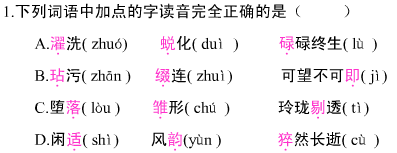 1.下列词语中加点的字读音完全正确的是（　　）
A.濯洗( zhuó)　蜕化( duì )　碌碌终生( lù )
B.玷污( zhān )　缀连( zhuì )　可望不可即( jì )
C.堕落( lòu )　雏形( chú )　玲珑剔透( tì )
D.闲适( shì )　风韵(yùn )　猝然长逝( cù )